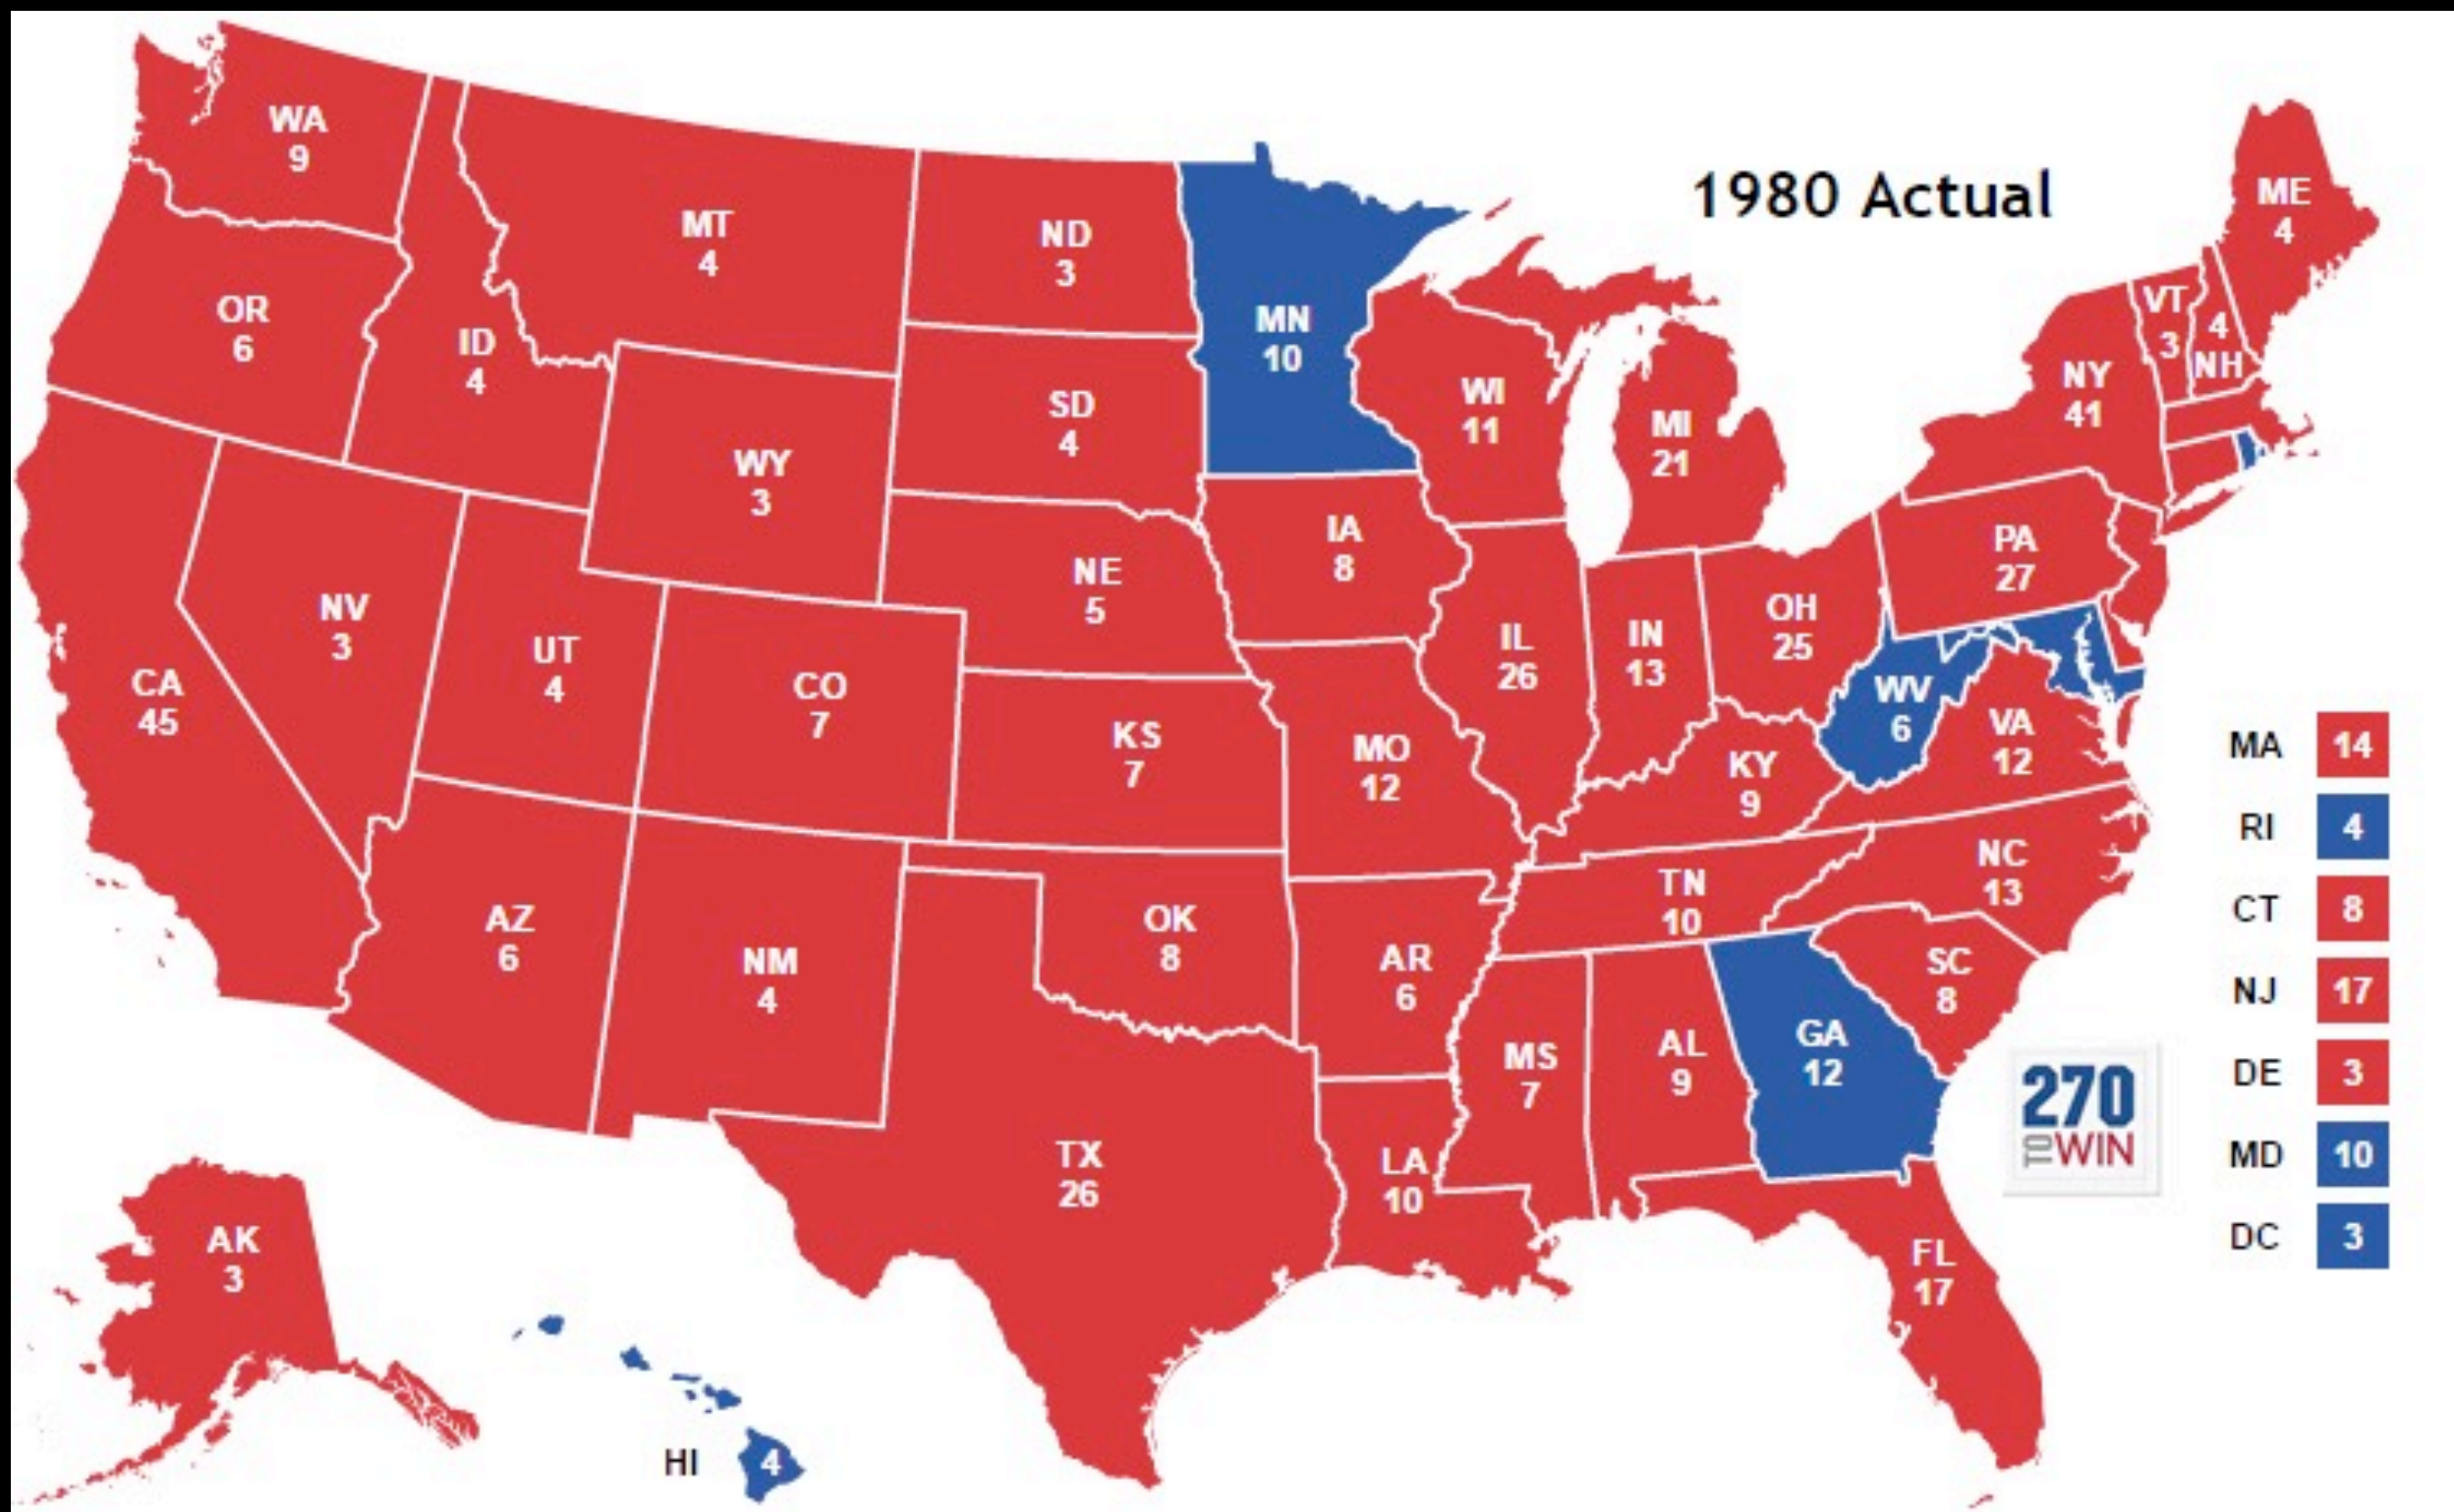 1980 Actual
WA
9
OR
6
CA
45
ID
4
NV
3
MT
4
WY
3
UT
4
CO
7
AZ
6
NM
4
ND
3
SD
4
NE
5
KS
7
OK
8
TX
26
MN
10
IA
8
MO
12
AR
6
LA
10
WI
11
IL
26
MI
21
IN
13
OH
25
KY
9
TN
10
MS
7
AL
9
GA
12
FL
17
SC
8
NC
13
VA
12
WV
6
PA
27
NY
41
VT
3
4
NH
ME
4
AK
3
HI 4
MA 14
RI 4
CT 8
NJ 17
DE 3
MD 10
DC 3
270
TO WIN